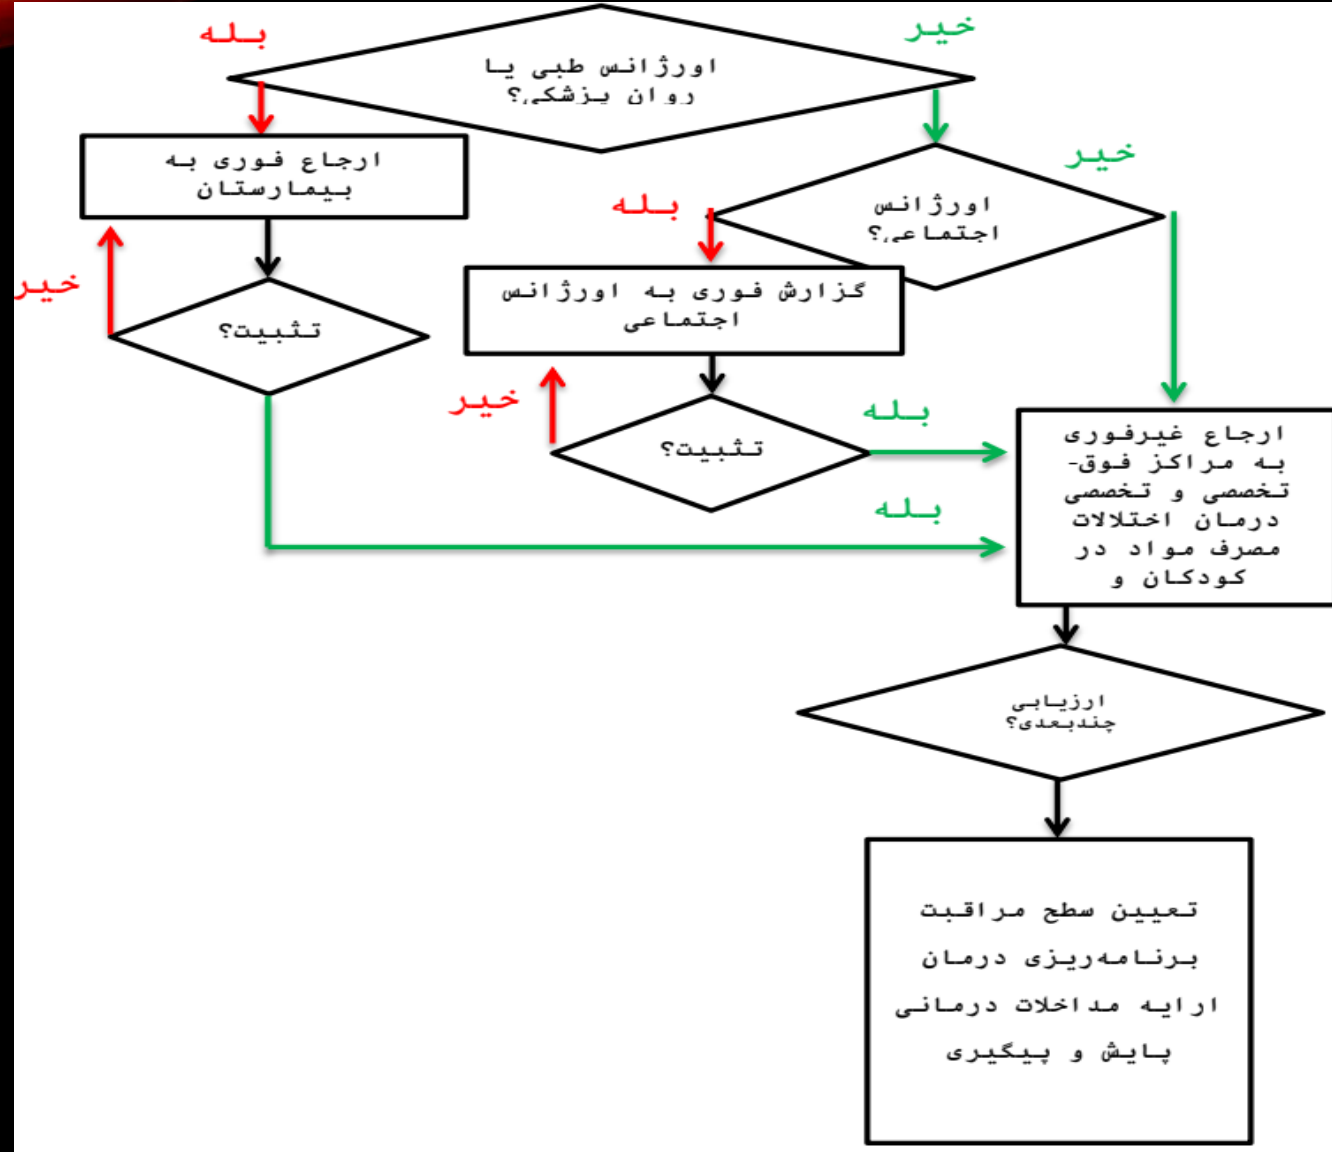 بله
خیر
اورژانس طبی یا
روان پزشکی؟
ارجاع فوری به
بیمارستان
خیر
بله
اورژانس
اجتماعی؟
گزارش فوری به اورژانس
اجتماعی
خیر
تثبیت؟
خیر
تثبیت؟
بله
بله
ارجاع غیرفوری
به مراکز فوق-
تخصصی و تخصصی
درمان اختلالات
مصرف مواد در
کودکان و
ارزیابی
چندبعدی؟
تعیین سطح مراقبت
برنامه‌ریزی درمان
ارایه مداخلات درمانی
پایش و پیگیری